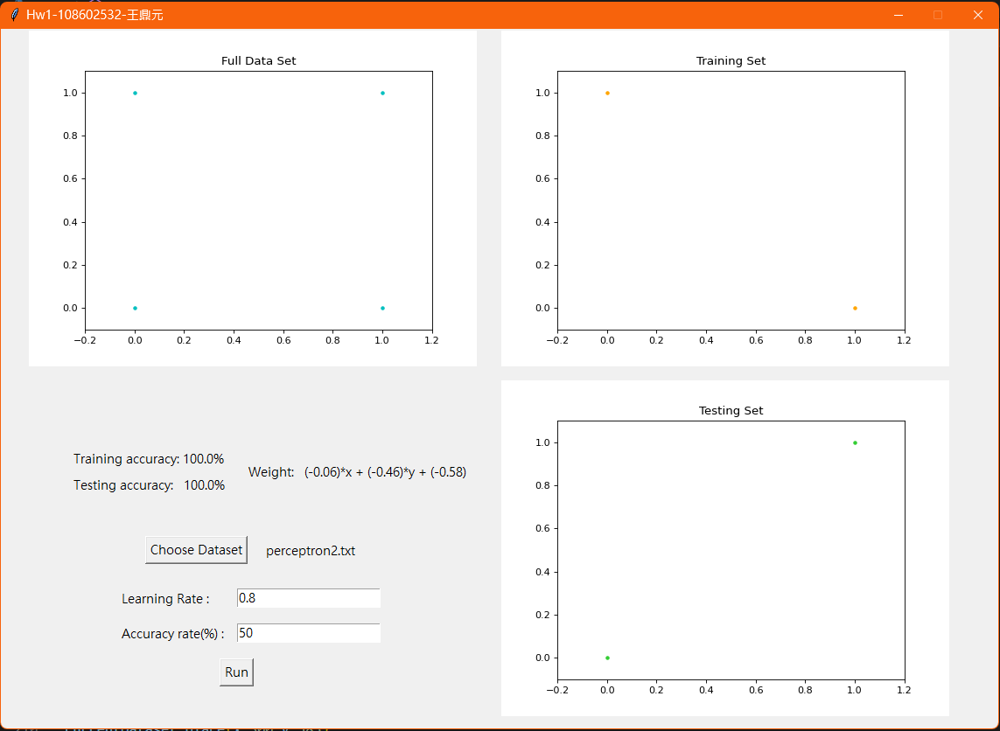 Hw1-108602532-王鼎元
Full Data Set
1.0
0.8
0.6
0.4
0.2
0.0
−0.2 0.0 0.2 0.4 0.6 0.8 1.0 1.2
Training Set
1.0
0.8
0.6
0.4
0.2
0.0
−0.2 0.0 0.2 0.4 0.6 0.8 1.0 1.2
Training accuracy: 100.0%
Testing accuracy: 100.0%
Weight: (-0.06)*x + (-0.46)*y + (-0.58)
Choose Dataset perceptron2.txt
Learning Rate : 0.8
Accuracy rate(%) : 50
Run
Testing Set
1.0
0.8
0.6
0.4
0.2
0.0
−0.2 0.0 0.2 0.4 0.6 0.8 1.0 1.2